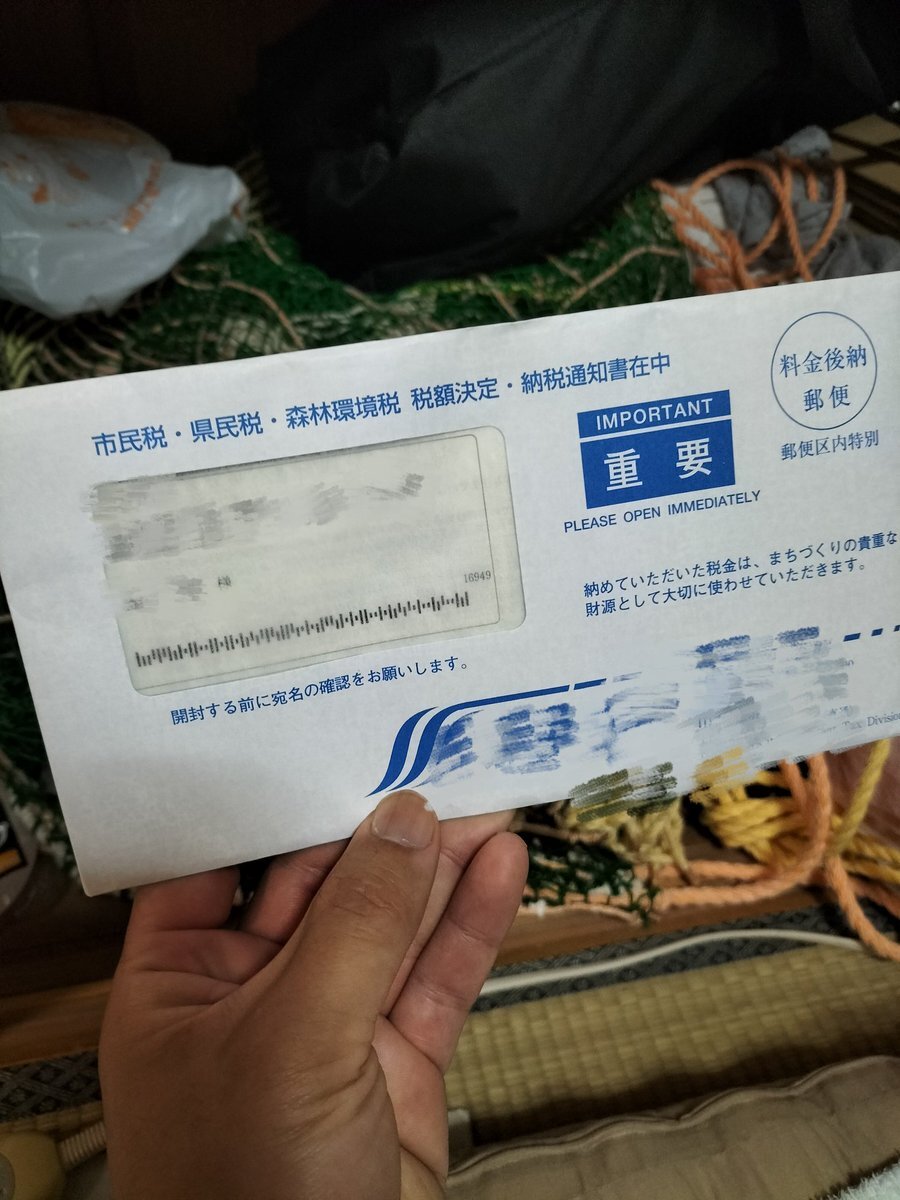 市民税・県民税・森林環境税 税額決定・納税通知書在中
料金後納
郵便
郵便区内特別
IMPORTANT
重要
PLEASE OPEN IMMEDIATELY
様
16949
納めていただいた税金は、まちづくりの貴重な
財源として大切に使わせていただきます。
開封する前に宛名の確認をお願いします。
Tax Division